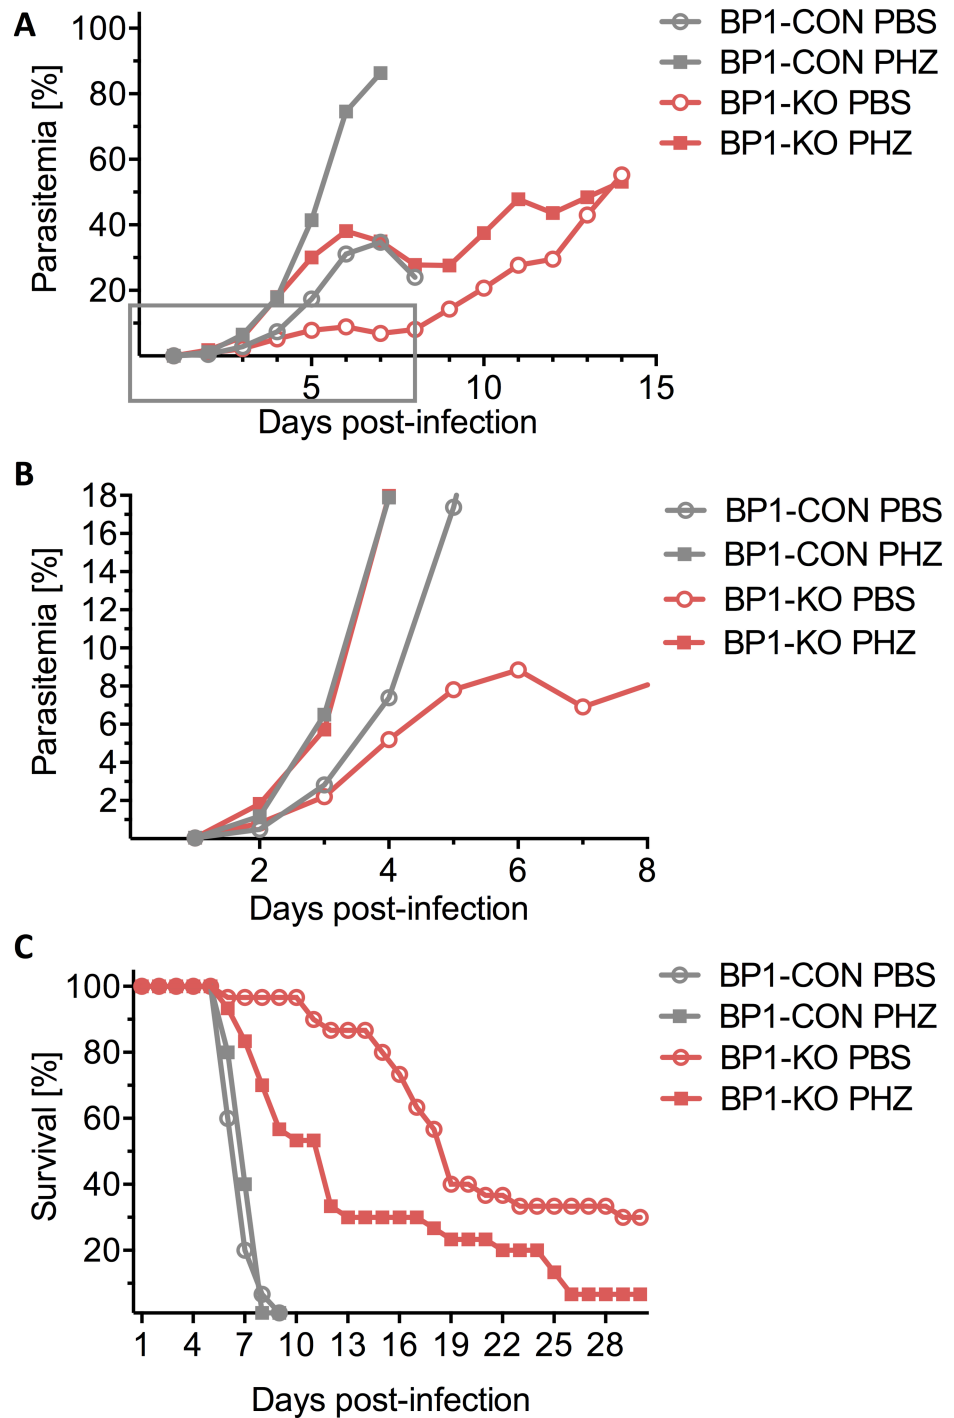 A
Parasitemia [%]
100
80
60
40
20
5
10
15
Days post-infection
BP1-CON PBS
BP1-CON PHZ
BP1-KO PBS
BP1-KO PHZ
B
Parasitemia [%]
18
16
14
12
10
8
6
4
2
2
4
6
8
Days post-infection
BP1-CON PBS
BP1-CON PHZ
BP1-KO PBS
BP1-KO PHZ
C
Survival [%]
100
80
60
40
20
1
4
7
10
13
16
19
22
25
28
Days post-infection
BP1-CON PBS
BP1-CON PHZ
BP1-KO PBS
BP1-KO PHZ